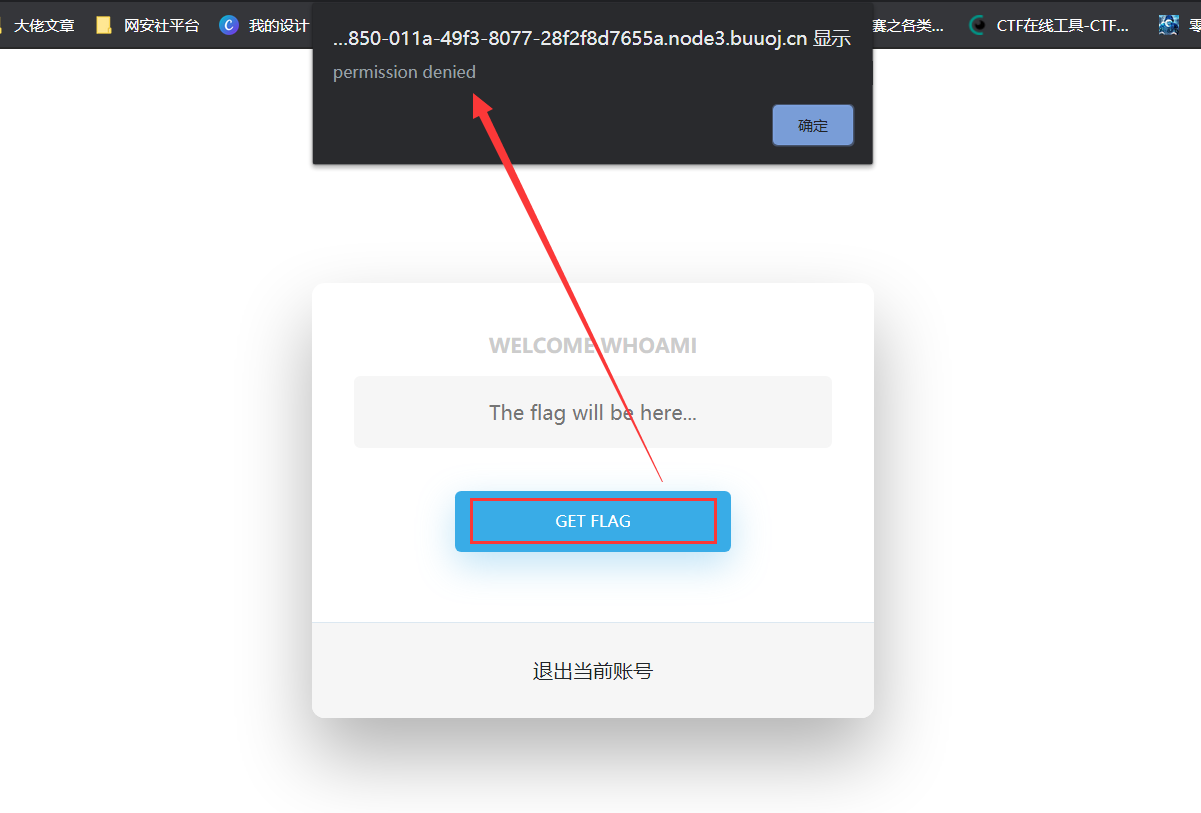 大佬文章 网安社平台 我的设计 赛之各类... CTF在线工具-CTF...
...850-011a-49f3-8077-28f2f8d7655a.node3.buuoj.cn 显示
permission denied
确定
WELCOME WHOAMI
The flag will be here...
GET FLAG
退出当前账号